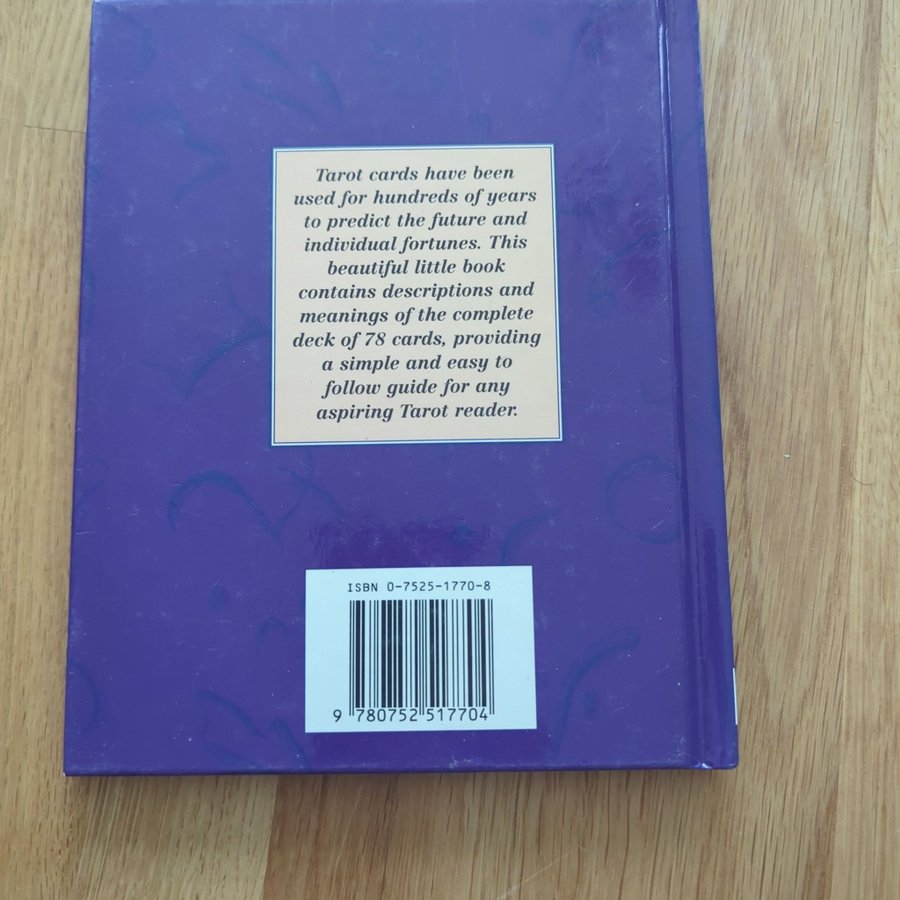 Tarot cards have been
used for hundreds of years
to predict the future and
individual fortunes. This
beautiful little book
contains descriptions and
meanings of the complete
deck of 78 cards, providing
a simple and easy to
follow guide for any
aspiring Tarot reader.
ISBN 0-7525-1770-8
9 780752 517704